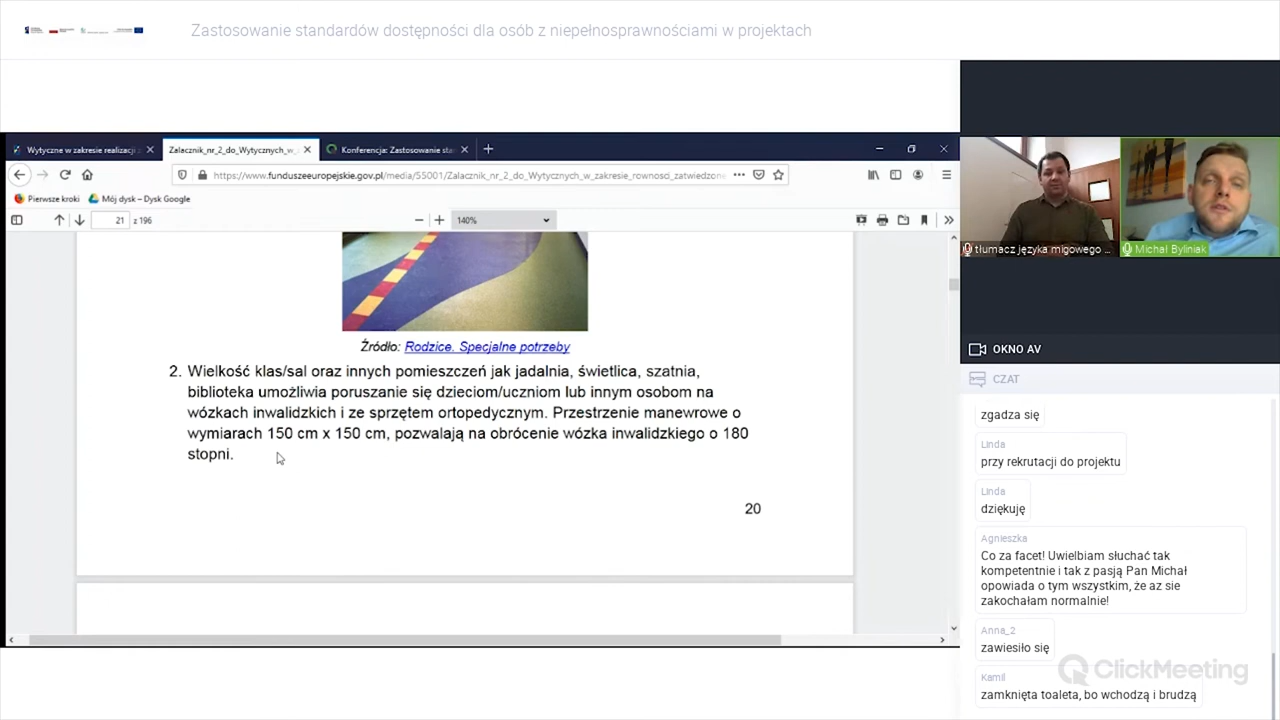 Zastosowanie standardów dostępności dla osób z niepełnosprawnościami w projektach
Wytyczne w zakresie realizacji z
Zalacznik_nr_2_do_Wytycznych_w_z
Konferencja: Zastosowanie sta
https://www.funduszeeuropejskie.gov.pl/media/55001/Zalacznik_nr_2_do_Wytycznych_w_zakresie_rownosci_zatwiedzone
Pierwsze kroki
Mój dysk – Dysk Google
21 z 196
140%
Źródło: Rodzice. Specjalne potrzeby
2. Wielkość klas/sal oraz innych pomieszczeń jak jadalnia, świetlica, szatnia,
biblioteka umożliwia poruszanie się dzieciom/uczniom lub innym osobom na
wózkach inwalidzkich i ze sprzętem ortopedycznym. Przestrzenie manewrowe o
wymiarach 150 cm x 150 cm, pozwalają na obrócenie wózka inwalidzkiego o 180
stopni.
20
tłumacz języka migowego ...
Michał Byliniak
OKNO AV
CZAT
zgadza się
Linda
przy rekrutacji do projektu
Linda
dziękuję
Agnieszka
Co za facet! Uwielbiam słuchać tak
kompetentnie i tak z pasją Pan Michał
opowiada o tym wszystkim, że az sie
zakochałam normalnie!
Anna_2
zawiesiło się
Kamil
zamknięta toaleta, bo wchodzą i brudzą
ClickMeeting